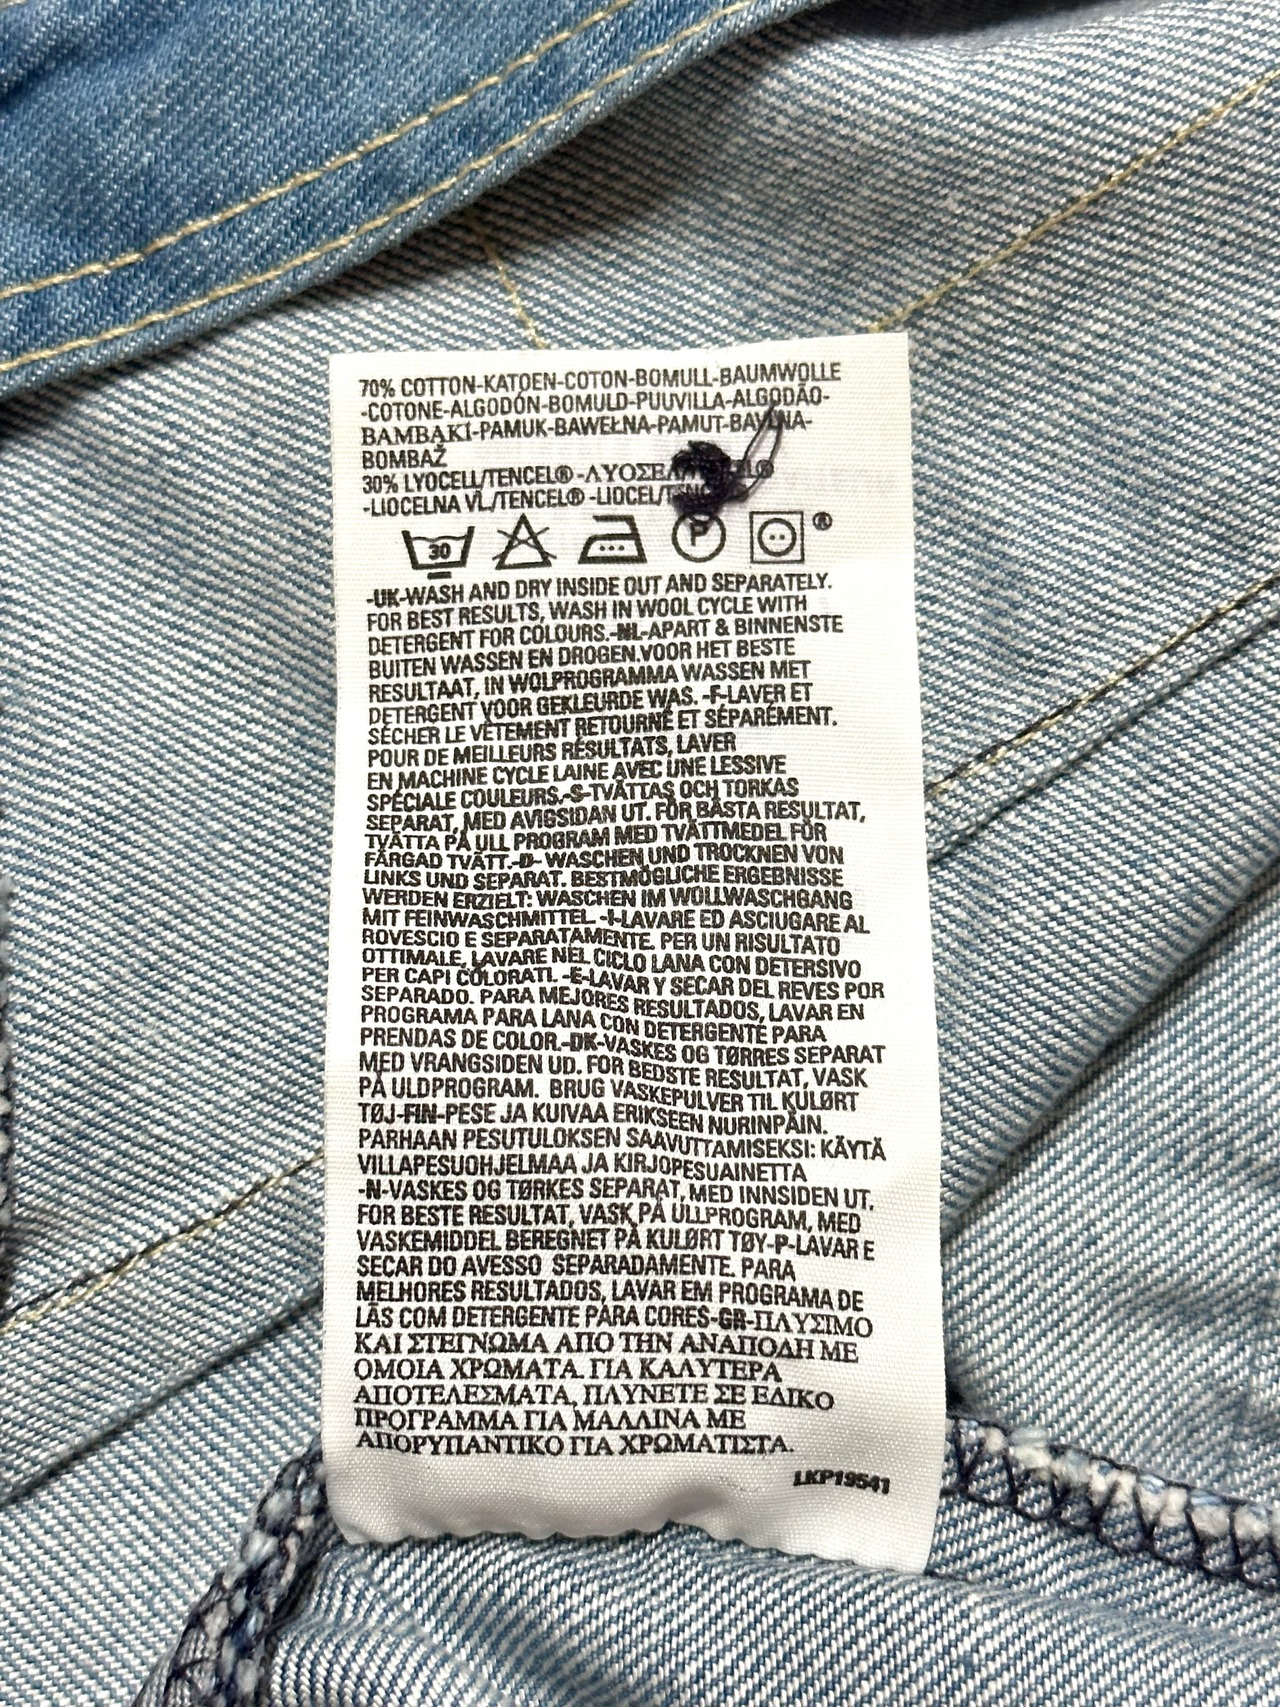 70% COTTON-KATOEN-COTON-BOMULL-BAUMWOLLE
-COTONE-ALGODÓN-BOMULD-PUUVILLA-ALGODÃO-
BAMBAKI-PAMUK-BAWEŁNA-PAMUT-BAVLNA-
BOMBAŽ
30% LYOCELL/TENCEL®
-LIOCELNA VL/TENCEL® -LIOCEL/
30 P ®
-UK-WASH AND DRY INSIDE OUT AND SEPARATELY.
FOR BEST RESULTS, WASH IN WOOL CYCLE WITH
DETERGENT FOR COLOURS.-NL-APART & BINNENSTE
BUITEN WASSEN EN DROGEN.VOOR HET BESTE
RESULTAAT, IN WOLPROGRAMMA WASSEN MET
DETERGENT VOOR GEKLEURDE WAS. -F-LAVER ET
SÉCHER LE VÊTEMENT RETOURNÉ ET SÉPARÉMENT.
POUR DE MEILLEURS RÉSULTATS, LAVER
EN MACHINE CYCLE LAINE AVEC UNE LESSIVE
SPÉCIALE COULEURS.-S-TVÄTTAS OCH TORKAS
SEPARAT, MED AVIGSIDAN UT. FÖR BÄSTA RESULTAT,
TVÄTTA PÅ ULL PROGRAM MED TVÄTTMEDEL FÖR
FÄRGAD TVÄTT.-D- WASCHEN UND TROCKNEN VON
LINKS UND SEPARAT. BESTMÖGLICHE ERGEBNISSE
WERDEN ERZIELT: WASCHEN IM WOLLWASCHGANG
MIT FEINWASCHMITTEL. -I-LAVARE ED ASCIUGARE AL
ROVESCIO E SEPARATAMENTE. PER UN RISULTATO
OTTIMALE, LAVARE NEL CICLO LANA CON DETERSIVO
PER CAPI COLORATI. -E-LAVAR Y SECAR DEL REVES POR
SEPARADO. PARA MEJORES RESULTADOS, LAVAR EN
PROGRAMA PARA LANA CON DETERGENTE PARA
PRENDAS DE COLOR.-DK-VASKES OG TØRRES SEPARAT
MED VRANGSIDEN UD. FOR BEDSTE RESULTAT, VASK
PÅ ULDPROGRAM. BRUG VASKEPULVER TIL KULØRT
TØJ-FIN-PESE JA KUIVAA ERIKSEEN NURINPÄIN.
PARHAAN PESUTULOKSEN SAAVUTTAMISEKSI: KÄYTÄ
VILLAPESUOHJELMAA JA KIRJOPESUAINETTA
-N-VASKES OG TØRKES SEPARAT, MED INNSIDEN UT.
FOR BESTE RESULTAT, VASK PÅ ULLPROGRAM, MED
VASKEMIDDEL BEREGNET PÅ KULØRT TØY-P-LAVAR E
SECAR DO AVESSO SEPARADAMENTE. PARA
MELHORES RESULTADOS, LAVAR EM PROGRAMA DE
LÃS COM DETERGENTE PARA CORES-GR-ΠΛΥΣΙΜΟ
ΚΑΙ ΣΤΕΓΝΩΜΑ ΑΠΟ ΤΗΝ ΑΝΑΠΟΔΗ ΜΕ
ΟΜΟΙΑ ΧΡΩΜΑΤΑ. ΓΙΑ ΚΑΛΥΤΕΡΑ
ΑΠΟΤΕΛΕΣΜΑΤΑ, ΠΛΥΝΕΤΕ ΣΕ ΕΔΙΚΟ
ΠΡΟΓΡΑΜΜΑ ΓΙΑ ΜΑΛΛΙΝΑ ΜΕ
ΑΠΟΡΥΠΑΝΤΙΚΟ ΓΙΑ ΧΡΩΜΑΤΙΣΤΑ.
LKP19541